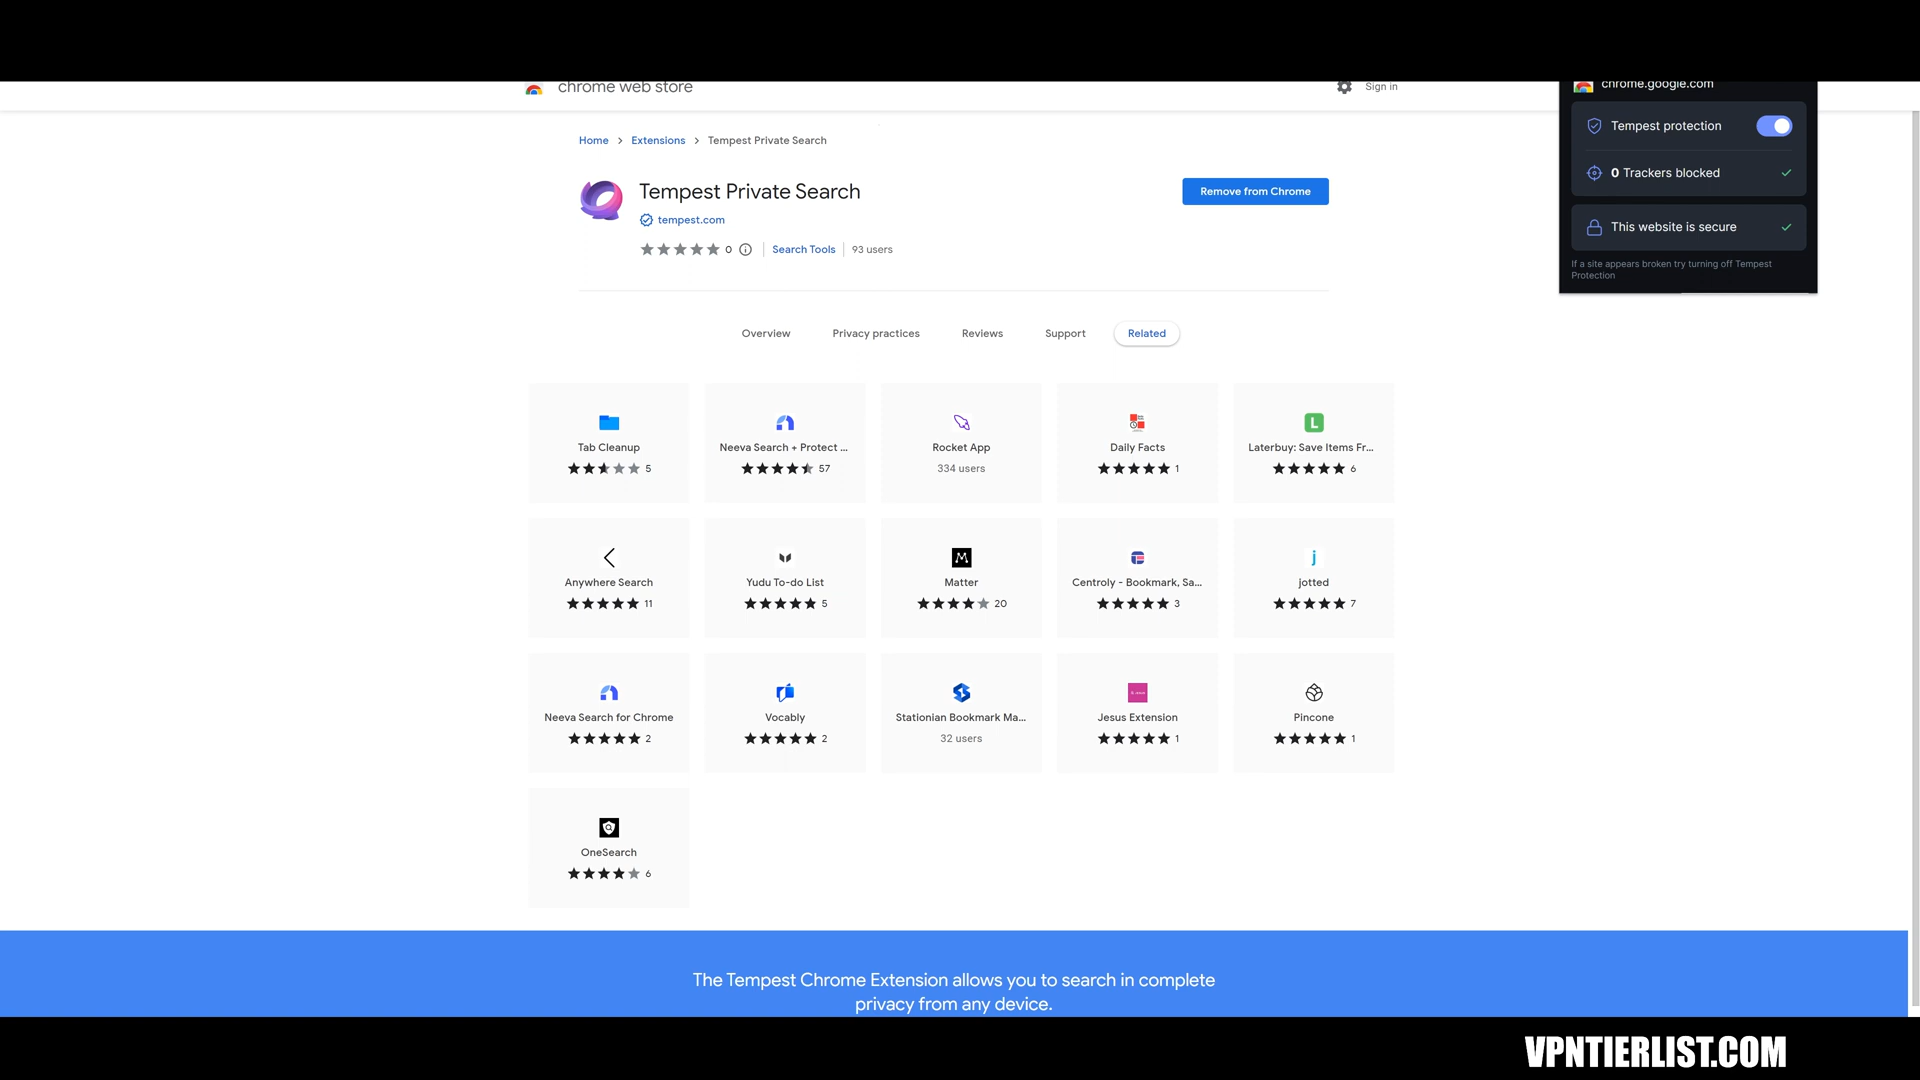 chrome web store
Sign in
chrome.google.com
Tempest protection
0 Trackers blocked
This website is secure
If a site appears broken try turning off Tempest
Protection
Home > Extensions > Tempest Private Search
Tempest Private Search
Remove from Chrome
tempest.com
0 Search Tools 93 users
Overview Privacy practices Reviews Support Related
Tab Cleanup
5
Neeva Search + Protect ...
57
Rocket App
334 users
Daily Facts
1
L
Laterbuy: Save Items Fr...
6
Anywhere Search
11
Yudu To-do List
5
M
Matter
20
Centroly - Bookmark, Sa...
3
j
jotted
7
Neeva Search for Chrome
2
Vocably
2
Stationian Bookmark Ma...
32 users
Jesus Extension
1
Pincone
1
OneSearch
6
The Tempest Chrome Extension allows you to search in complete
privacy from any device.
VPNTIERLIST.COM